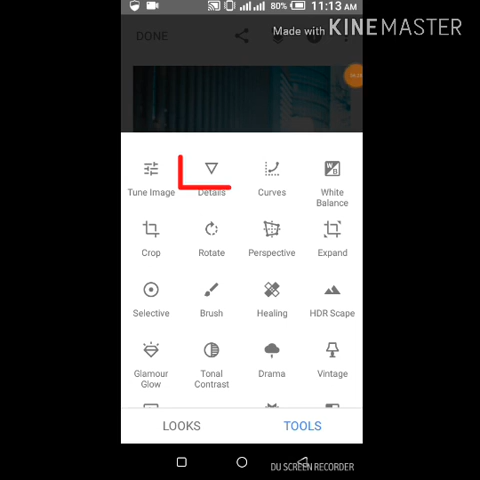 80% 11:13 AM
Made with KINEMASTER
DONE
Tune Image
Details
Curves
White
Balance
Crop
Rotate
Perspective
Expand
Selective
Brush
Healing
HDR Scape
Glamour
Glow
Tonal
Contrast
Drama
Vintage
LOOKS
TOOLS
DU SCREEN RECORDER